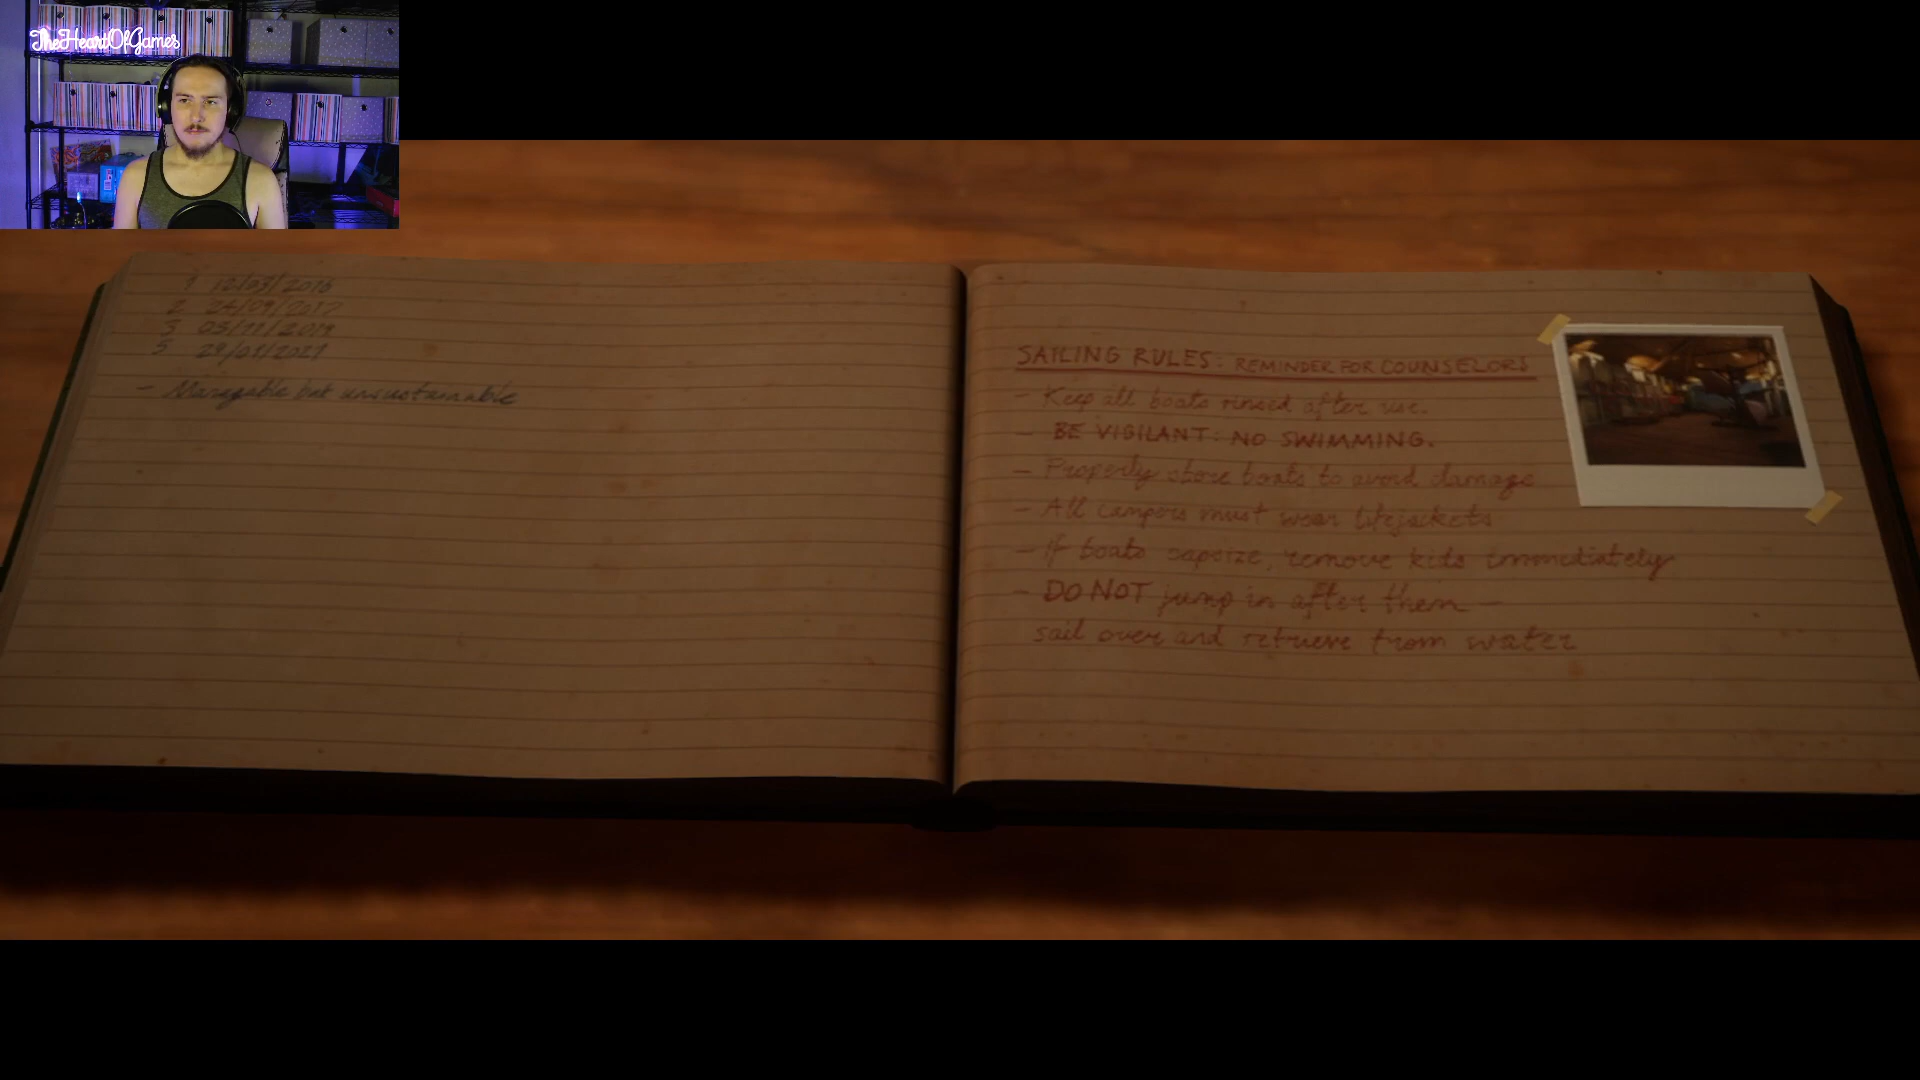 TheHeartOfGames
1 12/03/2016
2 24/09/2017
3 05/11/2019
5 29/01/2021
- Managable but unsustainable
SAILING RULES: REMINDER FOR COUNSELORS
- Keep all boats rinsed after use.
- BE VIGILANT: NO SWIMMING.
- Properly store boats to avoid damage
- All campers must wear lifejackets
- If boats capsize, remove kids immediately
- DO NOT jump in after them -
sail over and retrieve from water